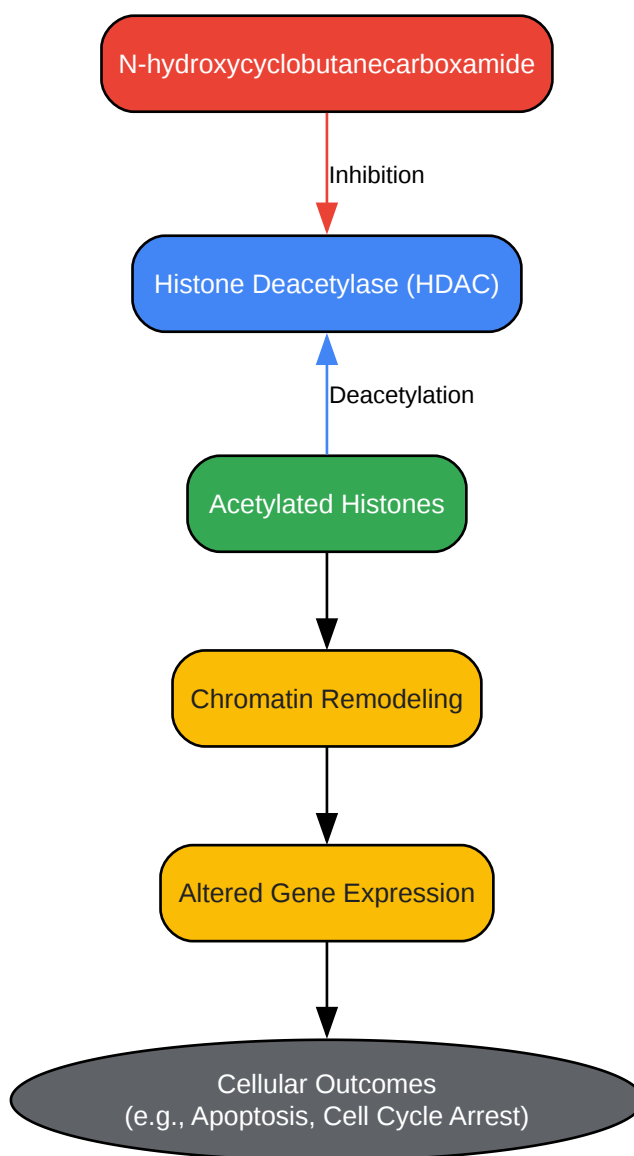 N-hydroxycyclobutanecarboxamide
Inhibition
Histone Deacetylase (HDAC)
Deacetylation
Acetylated Histones
Chromatin Remodeling
Altered Gene Expression
Cellular Outcomes
(e.g., Apoptosis, Cell Cycle Arrest)